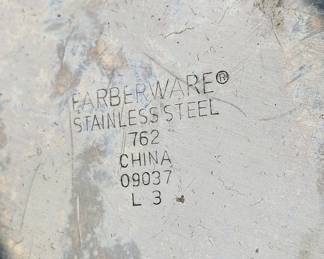 FARBERWARE®
STAINLESS STEEL
762
CHINA
09037
L 3